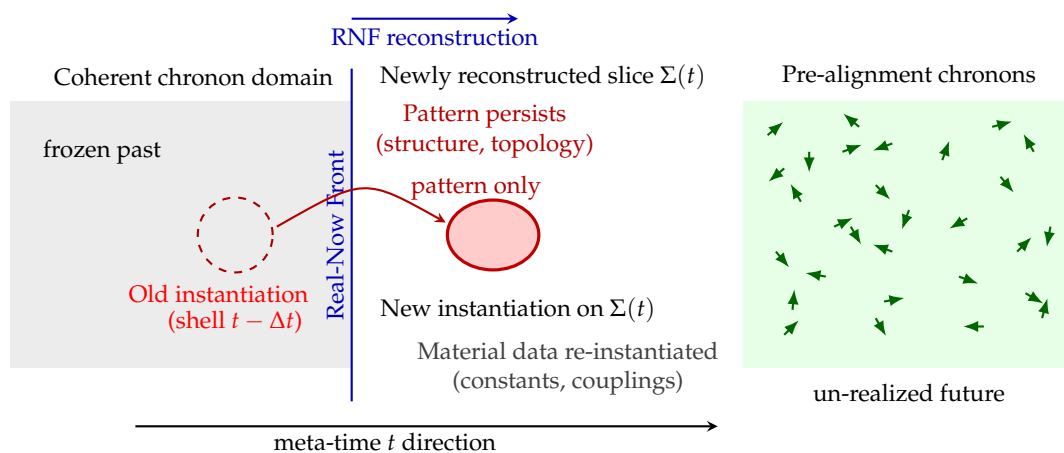 RNF reconstruction
Coherent chronon domain
Newly reconstructed slice Σ(t)
Pre-alignment chronons
frozen past
Pattern persists
(structure, topology)
pattern only
Real-Now Front
Old instantiation
(shell t − Δt)
New instantiation on Σ(t)
Material data re-instantiated
(constants, couplings)
un-realized future
meta-time t direction